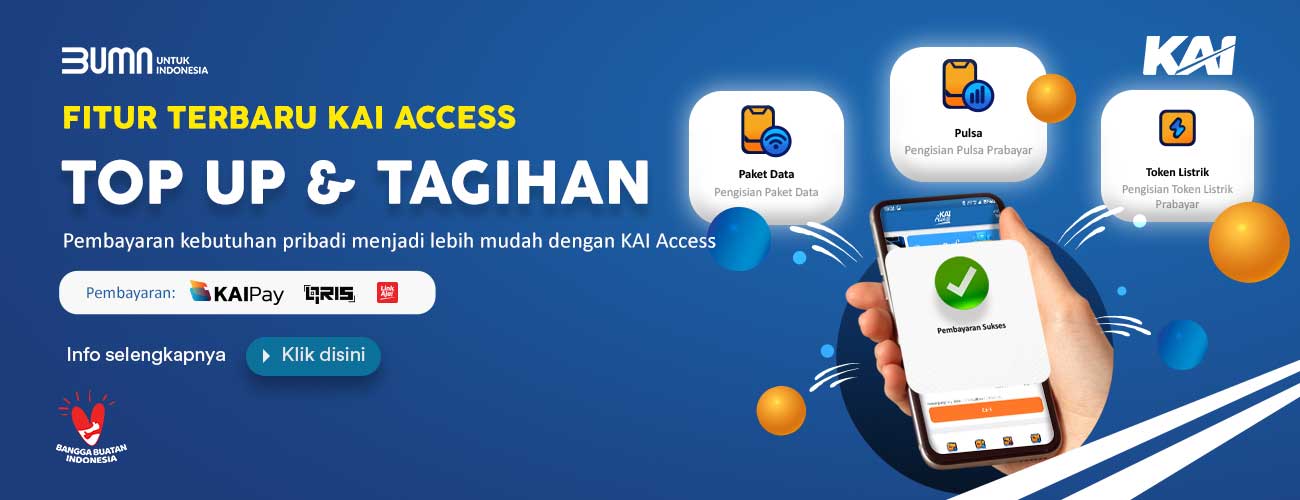 BUMN UNTUK
INDONESIA
KAI
FITUR TERBARU KAI ACCESS
TOP UP & TAGIHAN
Pembayaran kebutuhan pribadi menjadi lebih mudah dengan KAI Access
Pembayaran: KAIPay QRIS LinkAja!
Info selengkapnya Klik disini
BANGGA BUATAN
INDONESIA
Paket Data
Pengisian Paket Data
Pulsa
Pengisian Pulsa Prabayar
Token Listrik
Pengisian Token Listrik
Prabayar
KAI
Access
Pembayaran Sukses